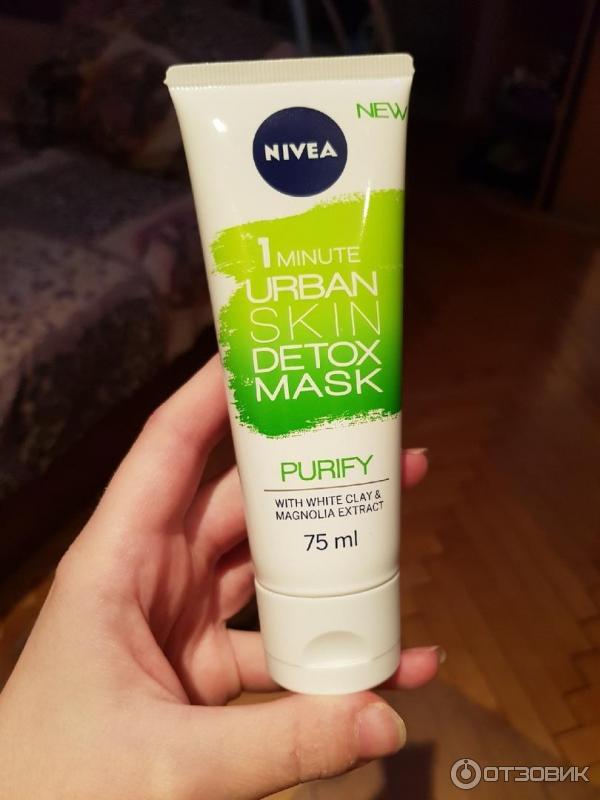 NEW
NIVEA
1 MINUTE
URBAN
SKIN
DETOX
MASK
PURIFY
WITH WHITE CLAY &
MAGNOLIA EXTRACT
75 ml
ОТЗОВИК